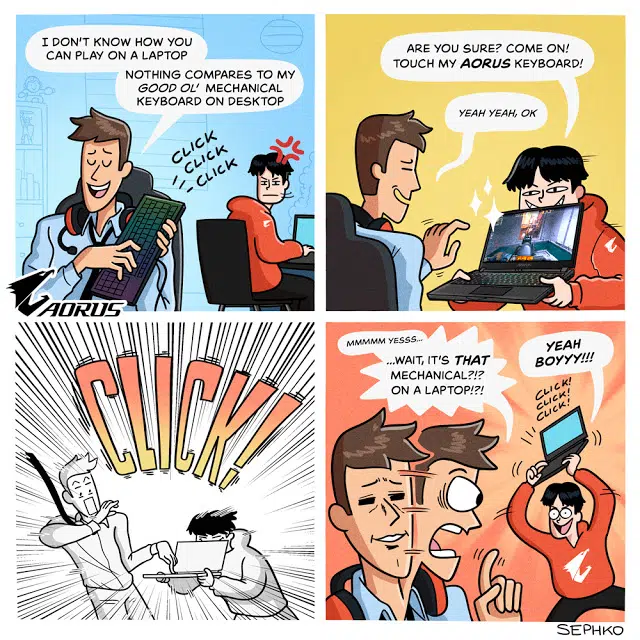 I DON'T KNOW HOW YOU
CAN PLAY ON A LAPTOP
NOTHING COMPARES TO MY
GOOD OL' MECHANICAL
KEYBOARD ON DESKTOP
CLICK
CLICK
CLICK
AORUS
ARE YOU SURE? COME ON!
TOUCH MY AORUS KEYBOARD!
YEAH YEAH, OK
CLICK!
MMMMM YESSS...
...WAIT, IT'S THAT
MECHANICAL?!?
ON A LAPTOP!?!
YEAH
BOYYY!!!
CLICK!
CLICK!
CLICK!
SEPHKO